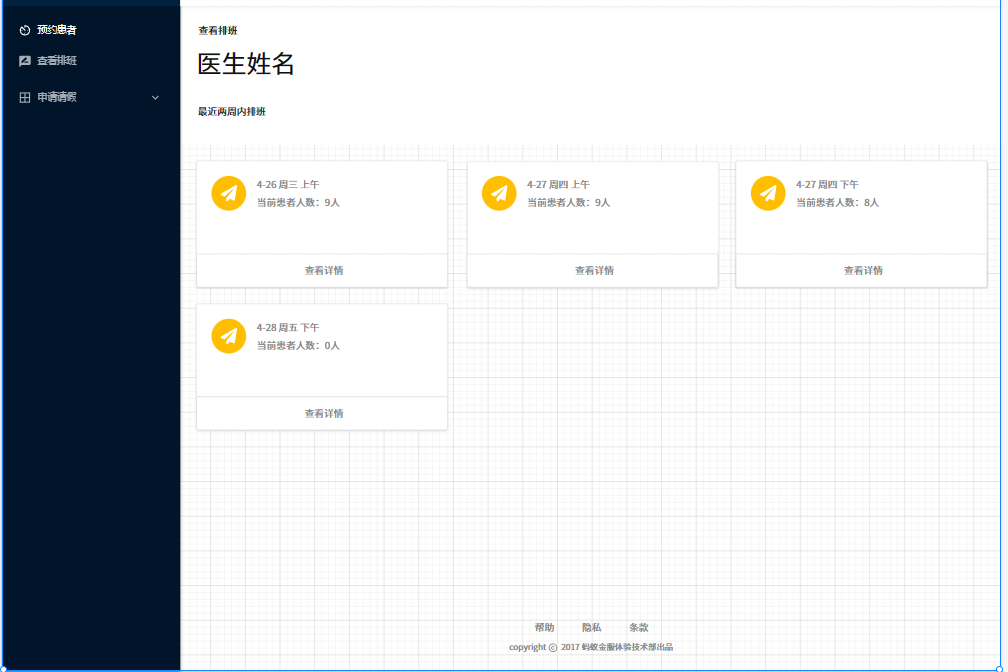 预约患者
查看排班
申请请假
查看排班
医生姓名
最近两周内排班
4-26 周三 上午
当前患者人数：9人
查看详情
4-27 周四 上午
当前患者人数：9人
查看详情
4-27 周四 下午
当前患者人数：8人
查看详情
4-28 周五 下午
当前患者人数：0人
查看详情
帮助 隐私 条款
copyright © 2017 蚂蚁金服体验技术部出品